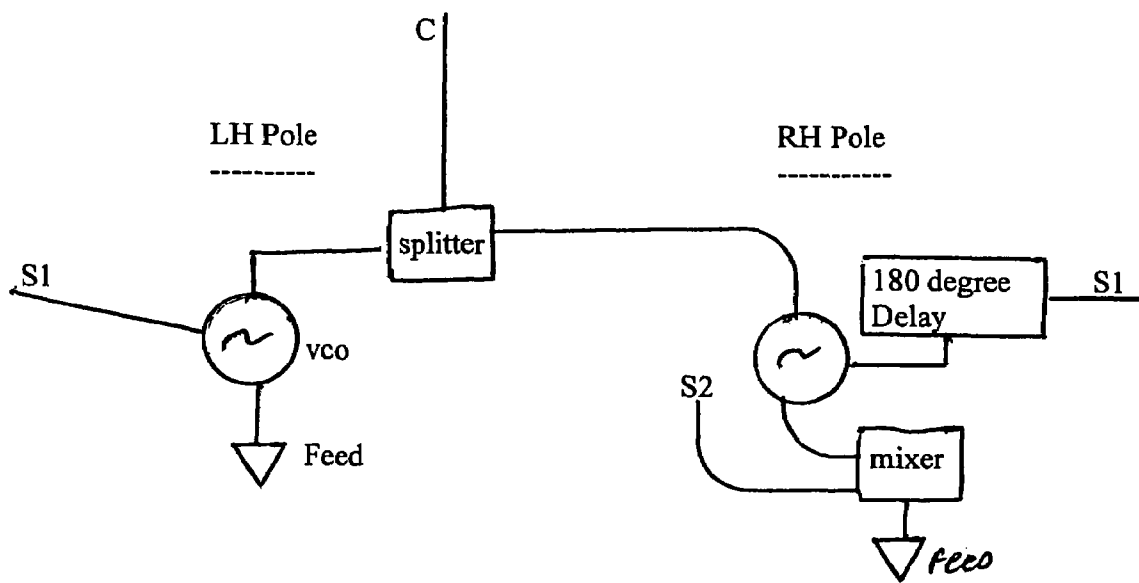 C
LH Pole
RH Pole
splitter
S1
180 degree
Delay
S1
vco
S2
Feed
mixer
Feed